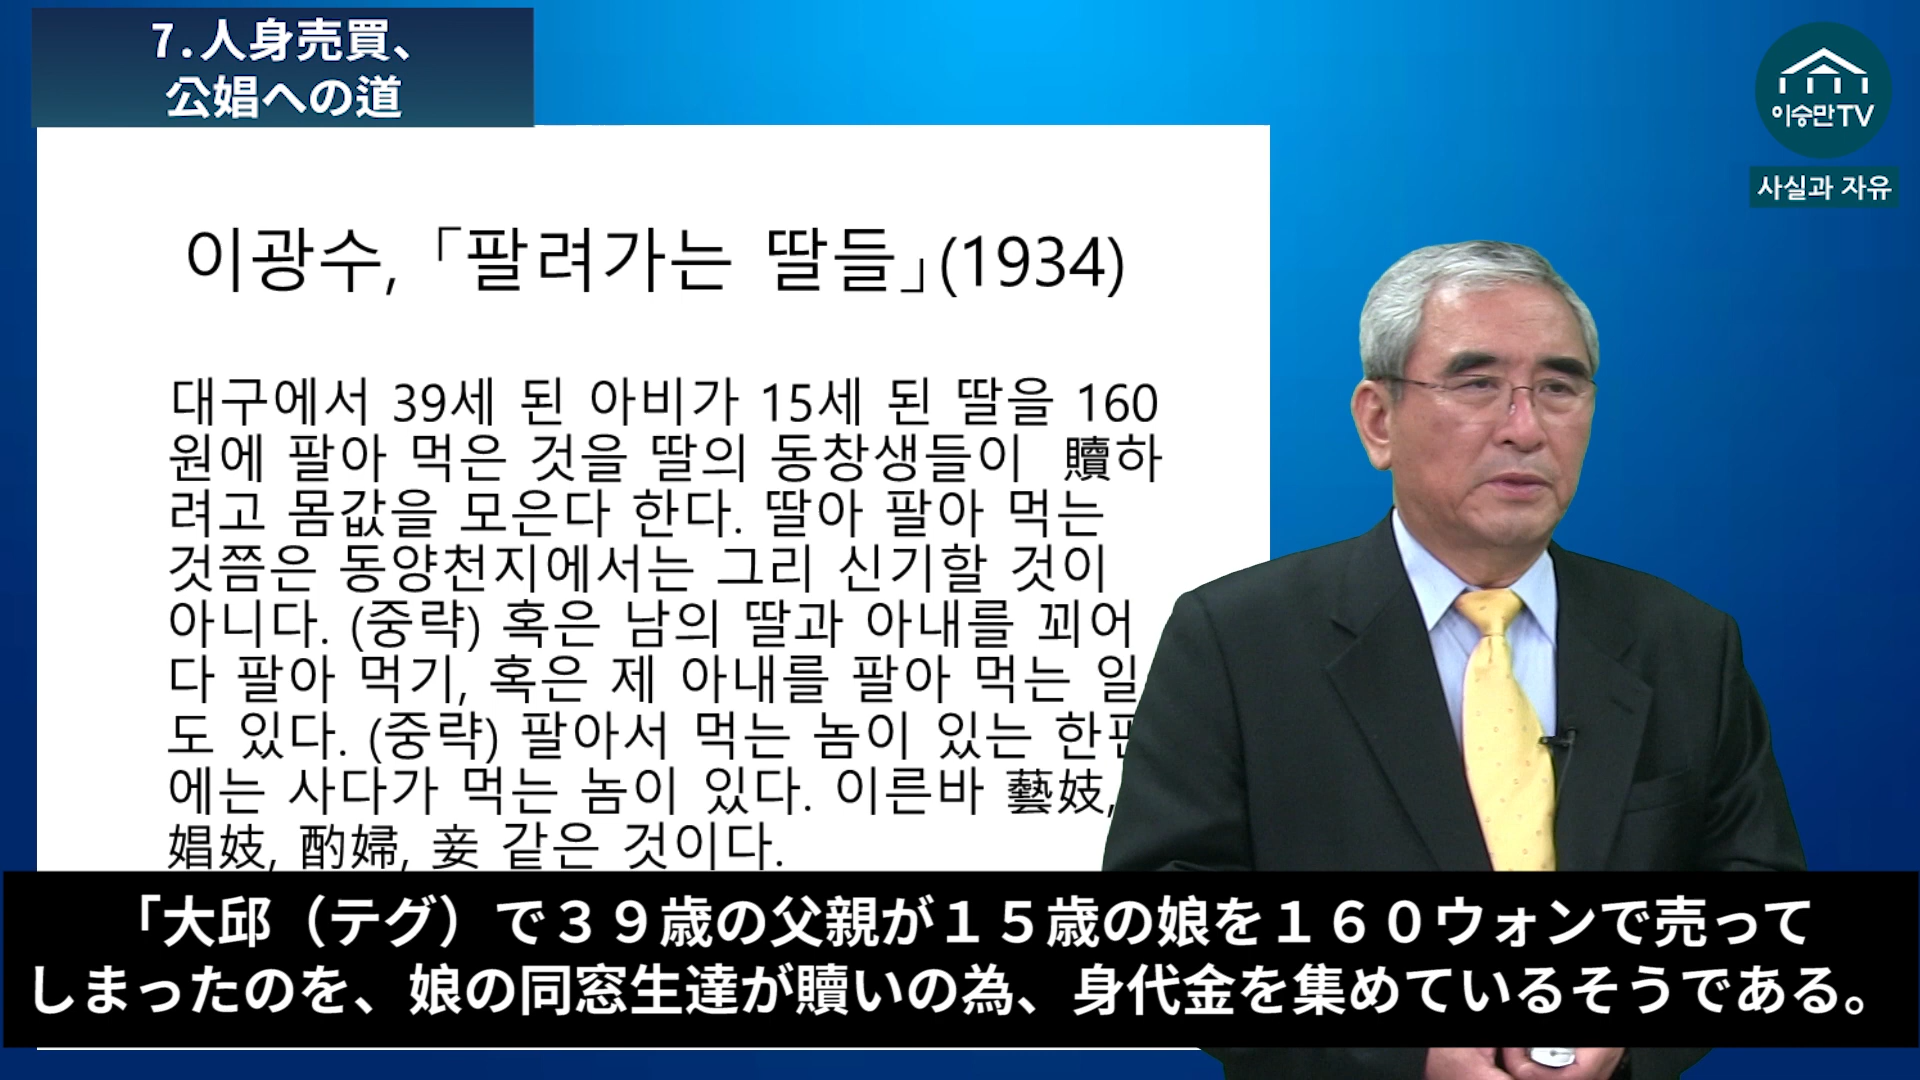 7.人身売買、
公娼への道
이승만TV
사실과 자유
이광수, 「팔려가는 딸들」(1934)
대구에서 39세 된 아비가 15세 된 딸을 160
원에 팔아 먹은 것을 딸의 동창생들이 贖하
려고 몸값을 모은다 한다. 딸아 팔아 먹는
것쯤은 동양천지에서는 그리 신기할 것이
아니다. (중략) 혹은 남의 딸과 아내를 꾀어
다 팔아 먹기, 혹은 제 아내를 팔아 먹는 일
도 있다. (중략) 팔아서 먹는 놈이 있는
에는 사다가 먹는 놈이 있다. 이른바 藝妓,
娼妓, 酌婦, 妾 같은 것이다.
「大邱（テグ）で３９歳の父親が１５歳の娘を１６０ウォンで売って
しまったのを、娘の同窓生達が贖いの為、身代金を集めているそうである。